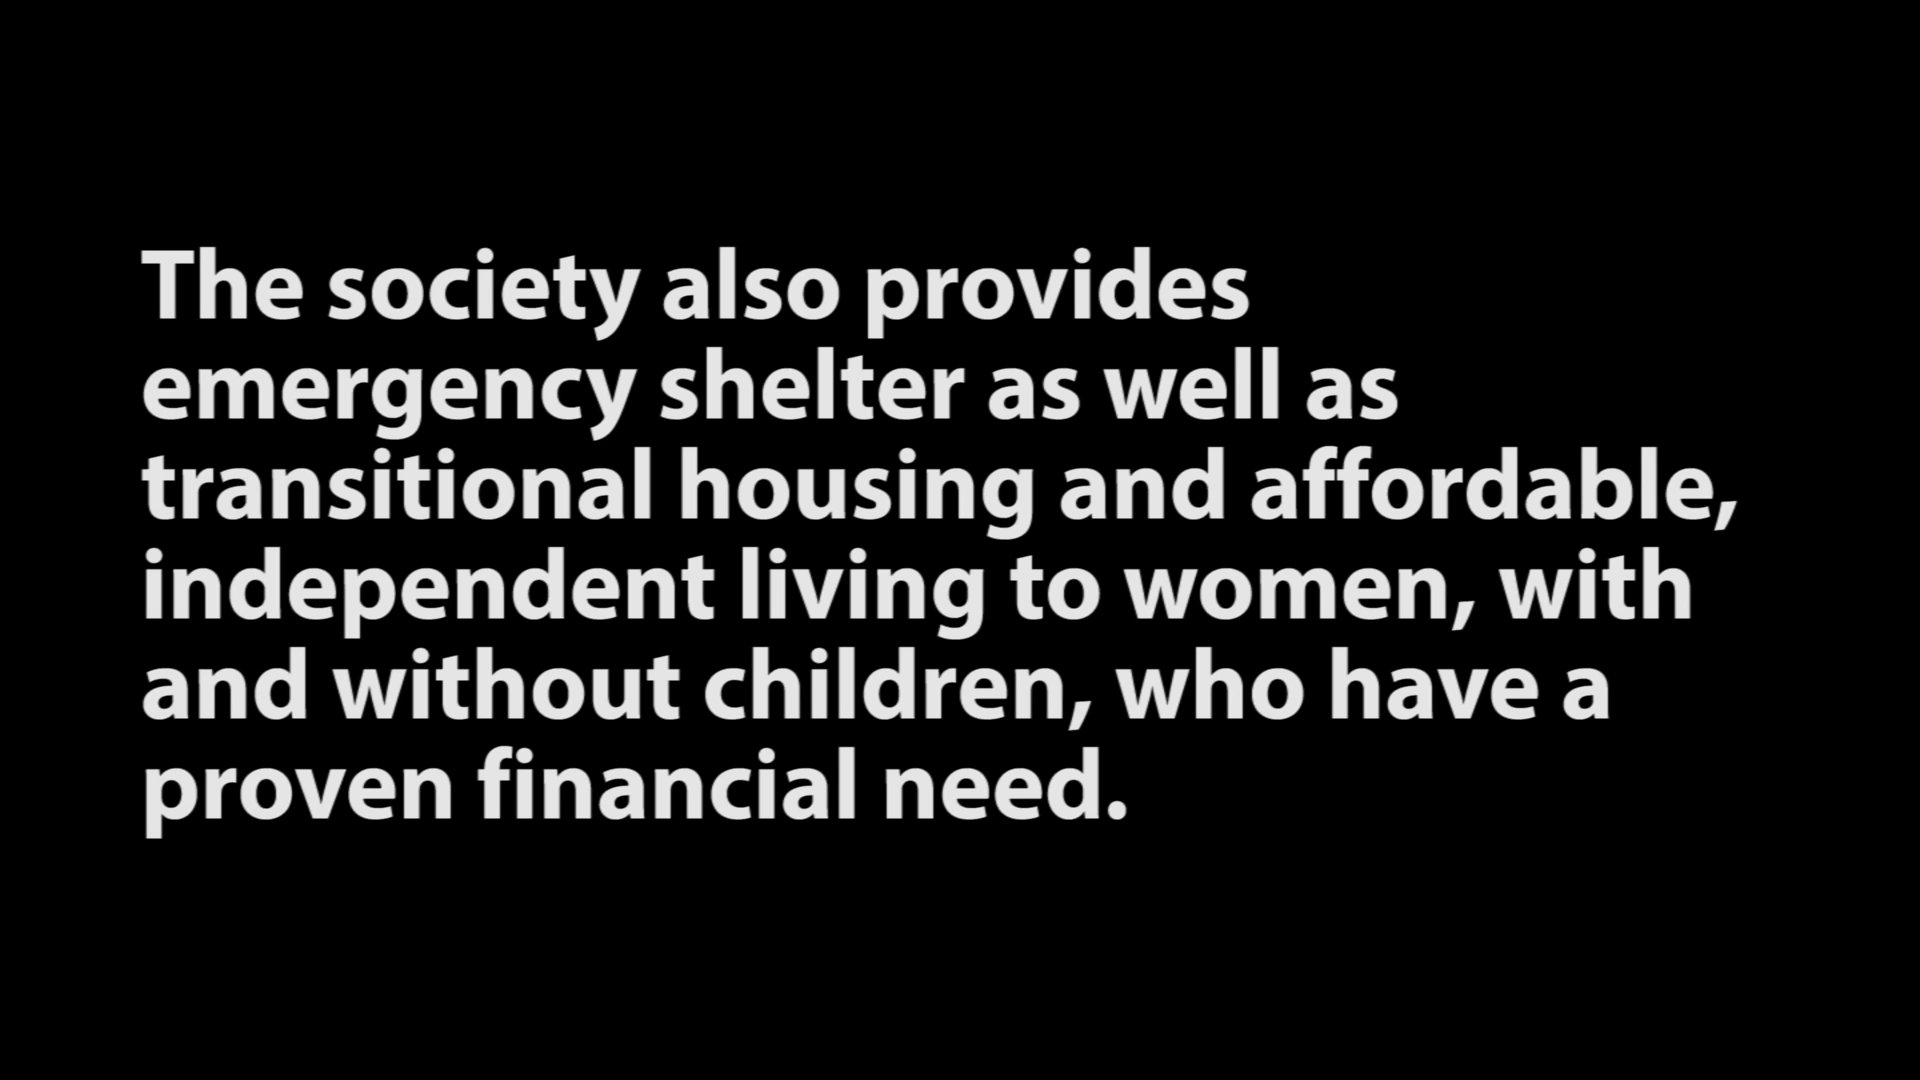 The society also provides
emergency shelter as well as
transitional housing and affordable,
independent living to women, with
and without children, who have a
proven financial need.